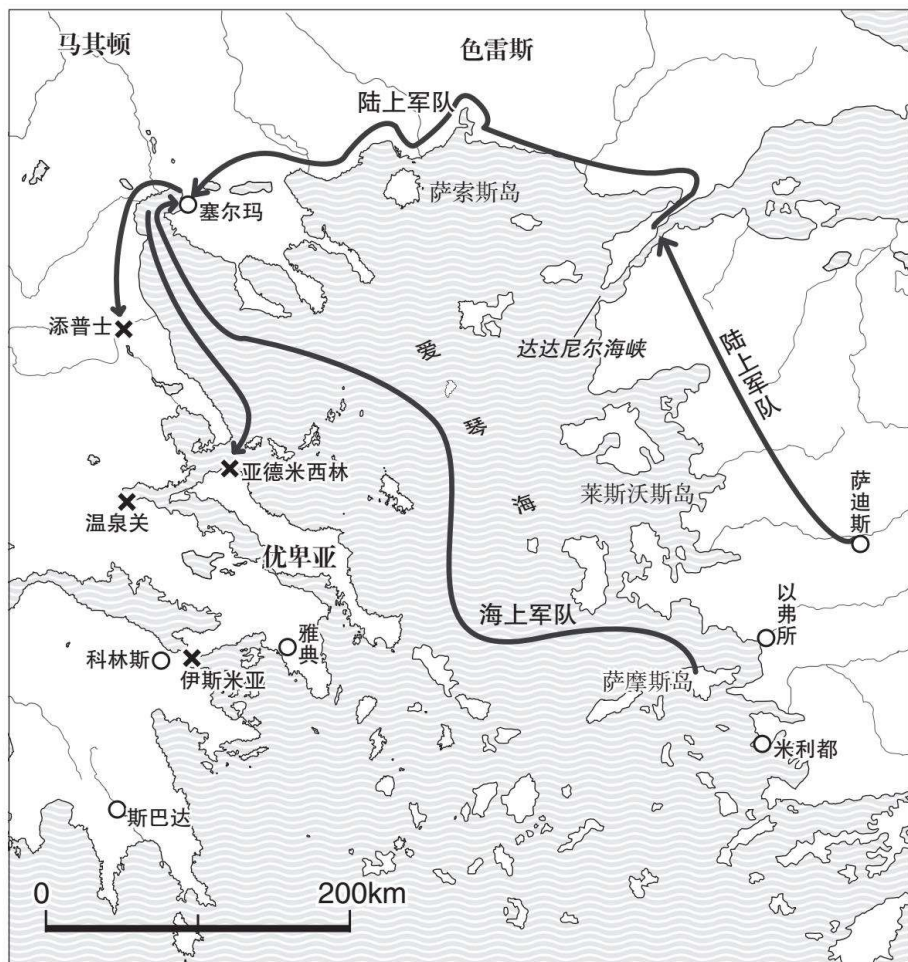 马其顿
色雷斯
陆上军队
萨索斯岛
塞尔玛
添普士
达达尼尔海峡
爱琴海
陆上军队
亚德米西林
莱斯沃斯岛
萨迪斯
温泉关
优卑亚
以弗所
海上军队
雅典
科林斯
伊斯米亚
萨摩斯岛
米利都
斯巴达
0
200km